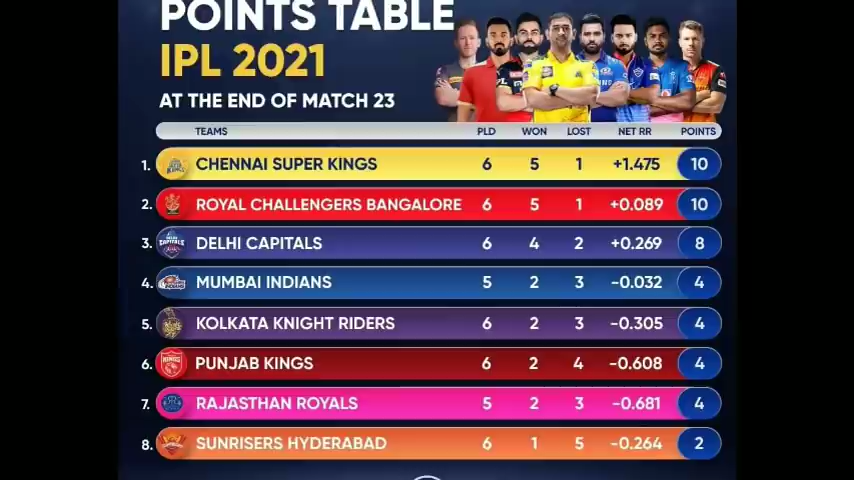 POINTS TABLE
IPL 2021
AT THE END OF MATCH 23
TEAMS PLD WON LOST NET RR POINTS
1. CHENNAI SUPER KINGS 6 5 1 +1.475 10
2. ROYAL CHALLENGERS BANGALORE 6 5 1 +0.089 10
3. DELHI CAPITALS 6 4 2 +0.269 8
4. MUMBAI INDIANS 5 2 3 -0.032 4
5. KOLKATA KNIGHT RIDERS 6 2 3 -0.305 4
6. PUNJAB KINGS 6 2 4 -0.608 4
7. RAJASTHAN ROYALS 5 2 3 -0.681 4
8. SUNRISERS HYDERABAD 6 1 5 -0.264 2